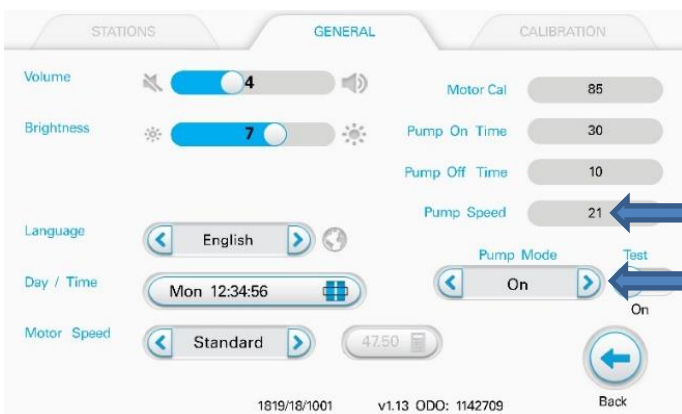 STATIONS GENERAL CALIBRATION
Volume 4 Motor Cal 85
Brightness 7 Pump On Time 30
Pump Off Time 10
Pump Speed 21
Language English Pump Mode Test
Day / Time Mon 12:34:56 On
On
Motor Speed Standard 47.50
1819/18/1001 v1.13 ODO: 1142709 Back